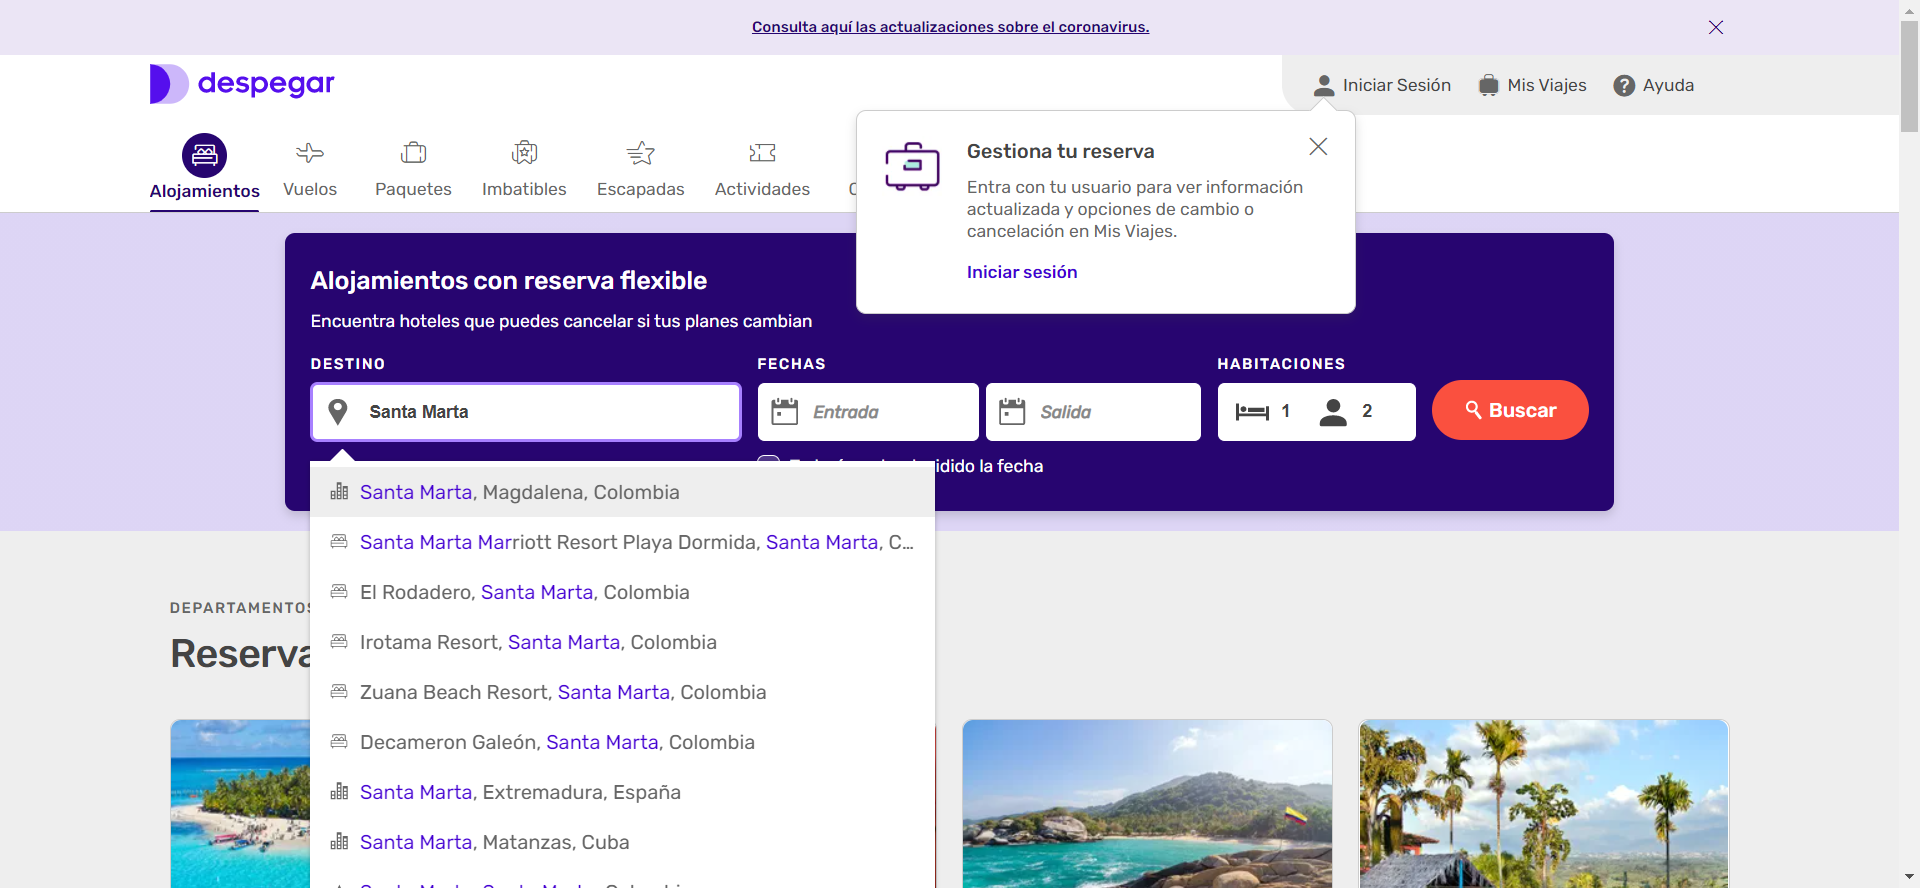 Consulta aquí las actualizaciones sobre el coronavirus.
despegar
Iniciar Sesión
Mis Viajes
Ayuda
Alojamientos
Vuelos
Paquetes
Imbatibles
Escapadas
Actividades
Gestiona tu reserva
Entra con tu usuario para ver información
actualizada y opciones de cambio o
cancelación en Mis Viajes.
Iniciar sesión
Alojamientos con reserva flexible
Encuentra hoteles que puedes cancelar si tus planes cambian
DESTINO
FECHAS
HABITACIONES
Santa Marta
Entrada
Salida
1
2
Buscar
la fecha
Santa Marta, Magdalena, Colombia
Santa Marta Marriott Resort Playa Dormida, Santa Marta, C...
El Rodadero, Santa Marta, Colombia
Irotama Resort, Santa Marta, Colombia
Zuana Beach Resort, Santa Marta, Colombia
Decameron Galeón, Santa Marta, Colombia
Santa Marta, Extremadura, España
Santa Marta, Matanzas, Cuba
DEPARTAMENTOS
Reserva